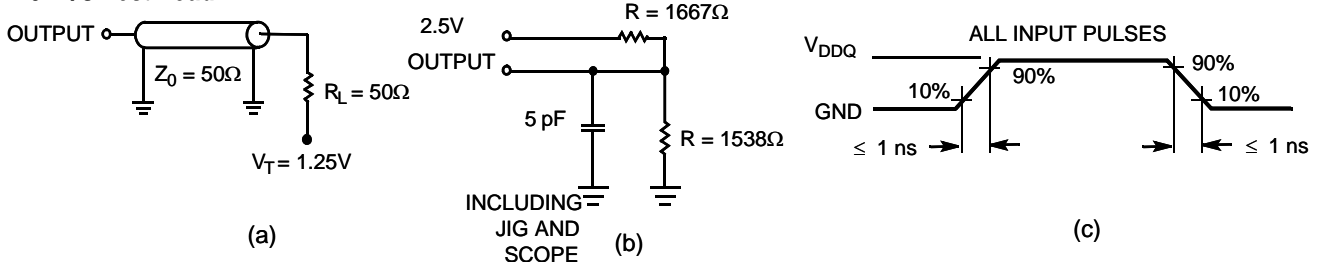 OUTPUT
Z0 = 50Ω
RL = 50Ω
VT = 1.25V
(a)
R = 1667Ω
2.5V
OUTPUT
5 pF
R = 1538Ω
INCLUDING
JIG AND
SCOPE
(b)
ALL INPUT PULSES
VDDQ
GND
10%
90%
90%
10%
≤ 1 ns
≤ 1 ns
(c)